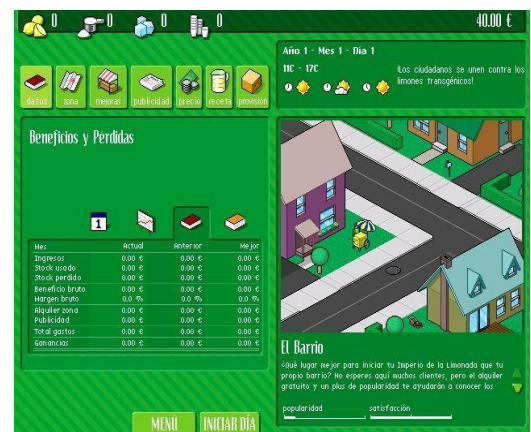 0 0 0 0 40.00 €
Año 1 - Mes 1 - Día 1
11C - 17C
¡Los ciudadanos se unen contra los
limones transgénicos!
datos zona mejoras publicidad precio receta provisión
Beneficios y Pérdidas
1
Mes Actual Anterior Mejor
Ingresos 0.00 € 0.00 € 0.00 €
Stock usado 0.00 € 0.00 € 0.00 €
Stock perdido 0.00 € 0.00 € 0.00 €
Beneficio bruto 0.00 € 0.00 € 0.00 €
Margen bruto 0.0 % 0.0 % 0.0 %
Alquiler zona 0.00 € 0.00 € 0.00 €
Publicidad 0.00 € 0.00 € 0.00 €
Total gastos 0.00 € 0.00 € 0.00 €
Ganancias 0.00 € 0.00 € 0.00 €
El Barrio
¿Qué lugar mejor para iniciar tu Imperio de la Limonada que tu
propio barrio? No esperes aquí muchos clientes, pero el alquiler
gratuito y un plus de popularidad te ayudarán a conocer los
popularidad satisfacción
MENÚ INICIAR DÍA